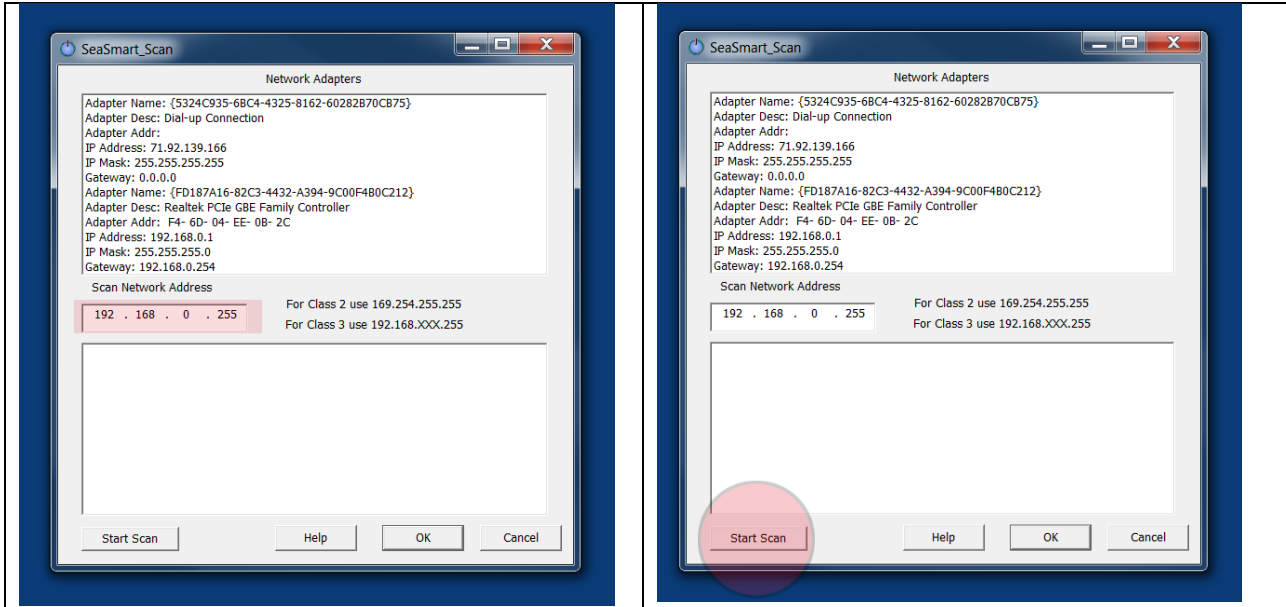 SeaSmart_Scan
Network Adapters
Adapter Name: {5324C935-6BC4-4325-8162-60282B70CB75}
Adapter Desc: Dial-up Connection
Adapter Addr:
IP Address: 71.92.139.166
IP Mask: 255.255.255.255
Gateway: 0.0.0.0
Adapter Name: {FD187A16-82C3-4432-A394-9C00F4B0C212}
Adapter Desc: Realtek PCIe GBE Family Controller
Adapter Addr:  F4- 6D- 04- EE- 0B- 2C
IP Address: 192.168.0.1
IP Mask: 255.255.255.0
Gateway: 192.168.0.254
Scan Network Address
192 . 168 . 0 . 255
For Class 2 use 169.254.255.255
For Class 3 use 192.168.XXX.255
Start Scan
Help
OK
Cancel
SeaSmart_Scan
Network Adapters
Adapter Name: {5324C935-6BC4-4325-8162-60282B70CB75}
Adapter Desc: Dial-up Connection
Adapter Addr:
IP Address: 71.92.139.166
IP Mask: 255.255.255.255
Gateway: 0.0.0.0
Adapter Name: {FD187A16-82C3-4432-A394-9C00F4B0C212}
Adapter Desc: Realtek PCIe GBE Family Controller
Adapter Addr:  F4- 6D- 04- EE- 0B- 2C
IP Address: 192.168.0.1
IP Mask: 255.255.255.0
Gateway: 192.168.0.254
Scan Network Address
192 . 168 . 0 . 255
For Class 2 use 169.254.255.255
For Class 3 use 192.168.XXX.255
Start Scan
Help
OK
Cancel